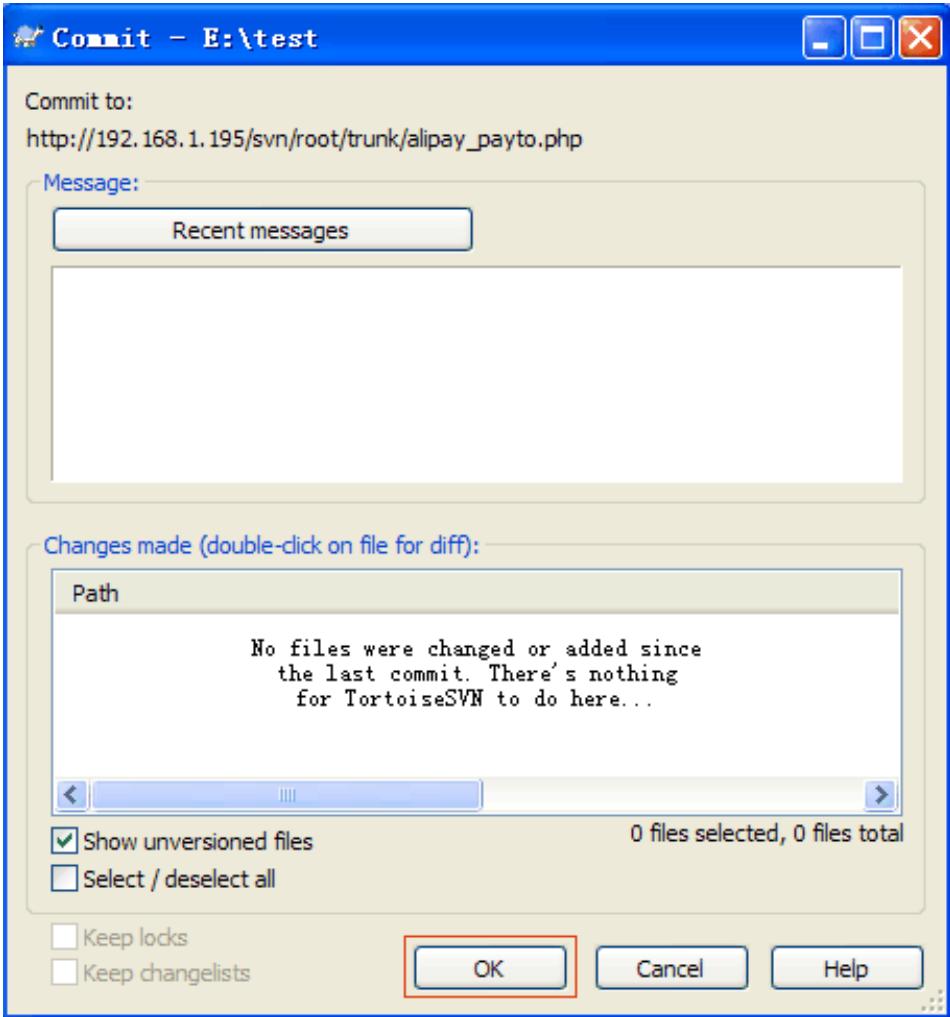 Commit - E:\test
Commit to:
http://192.168.1.195/svn/root/trunk/alipay_payto.php
Message:
Recent messages
Changes made (double-click on file for diff):
Path
No files were changed or added since
the last commit. There's nothing
for TortoiseSVN to do here...
Show unversioned files
0 files selected, 0 files total
Select / deselect all
Keep locks
Keep changelists
OK
Cancel
Help